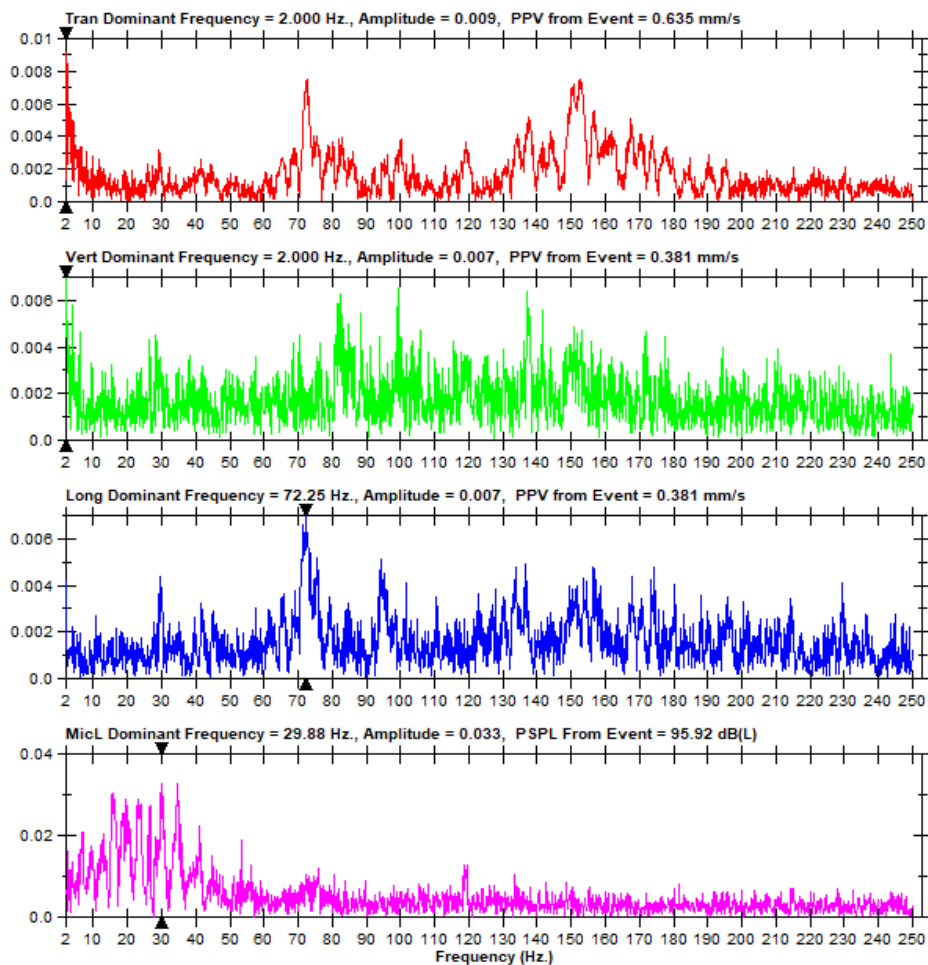 Tran Dominant Frequency = 2.000 Hz., Amplitude = 0.009, PPV from Event = 0.635 mm/s
0.01
0.008
0.006
0.004
0.002
0.0
2 10 20 30 40 50 60 70 80 90 100 110 120 130 140 150 160 170 180 190 200 210 220 230 240 250
Vert Dominant Frequency = 2.000 Hz., Amplitude = 0.007, PPV from Event = 0.381 mm/s
0.006
0.004
0.002
0.0
2 10 20 30 40 50 60 70 80 90 100 110 120 130 140 150 160 170 180 190 200 210 220 230 240 250
Long Dominant Frequency = 72.25 Hz., Amplitude = 0.007, PPV from Event = 0.381 mm/s
0.006
0.004
0.002
0.0
2 10 20 30 40 50 60 70 80 90 100 110 120 130 140 150 160 170 180 190 200 210 220 230 240 250
MicL Dominant Frequency = 29.88 Hz., Amplitude = 0.033, PSPL From Event = 95.92 dB(L)
0.04
0.02
0.0
2 10 20 30 40 50 60 70 80 90 100 110 120 130 140 150 160 170 180 190 200 210 220 230 240 250
Frequency (Hz.)